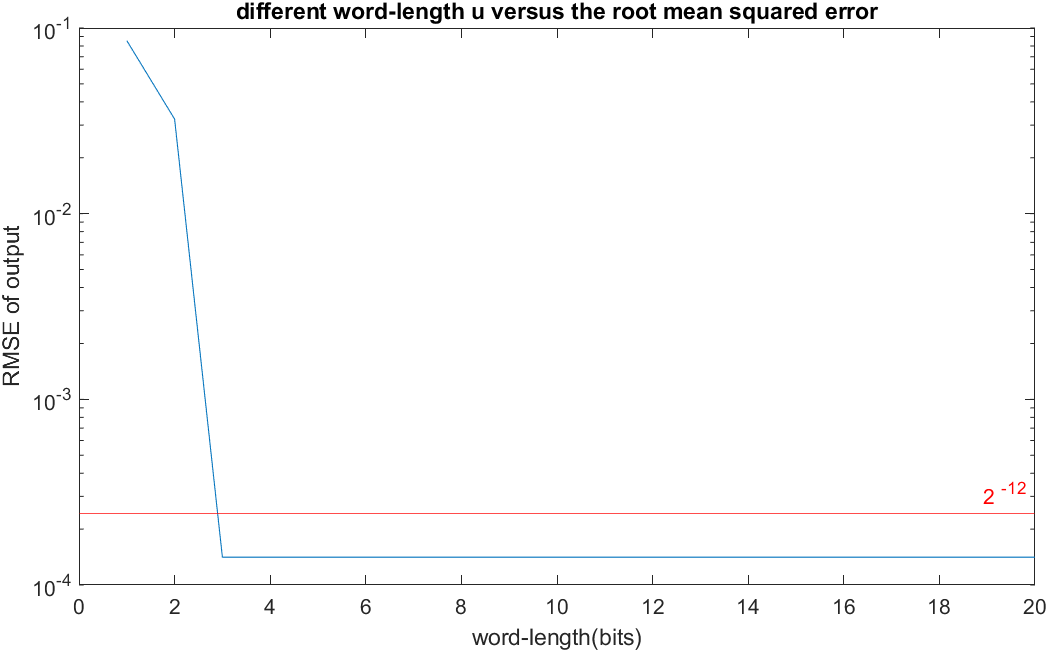 different word-length u versus the root mean squared error
10^-1
10^-2
10^-3
10^-4
RMSE of output
2^-12
0 2 4 6 8 10 12 14 16 18 20
word-length(bits)